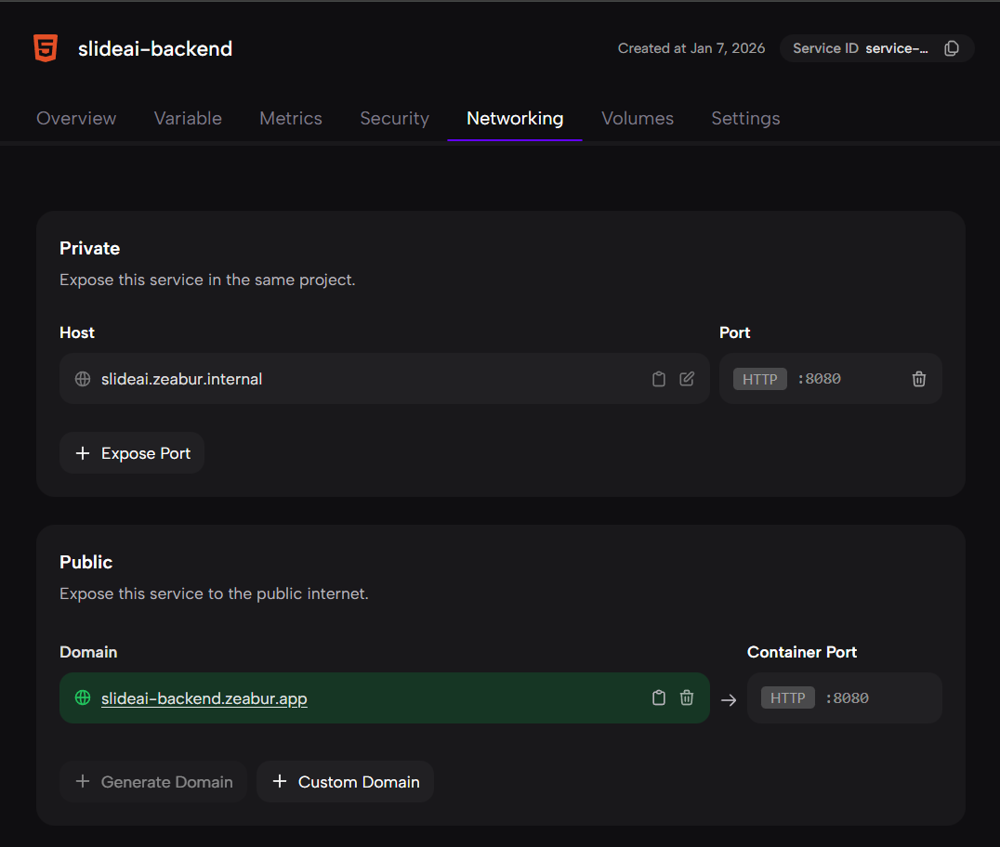 slideai-backend
Created at Jan 7, 2026
Service ID service-...
Overview
Variable
Metrics
Security
Networking
Volumes
Settings
Private
Expose this service in the same project.
Host
Port
slideai.zeabur.internal
HTTP :8080
+ Expose Port
Public
Expose this service to the public internet.
Domain
Container Port
slideai-backend.zeabur.app
→
HTTP :8080
+ Generate Domain
+ Custom Domain